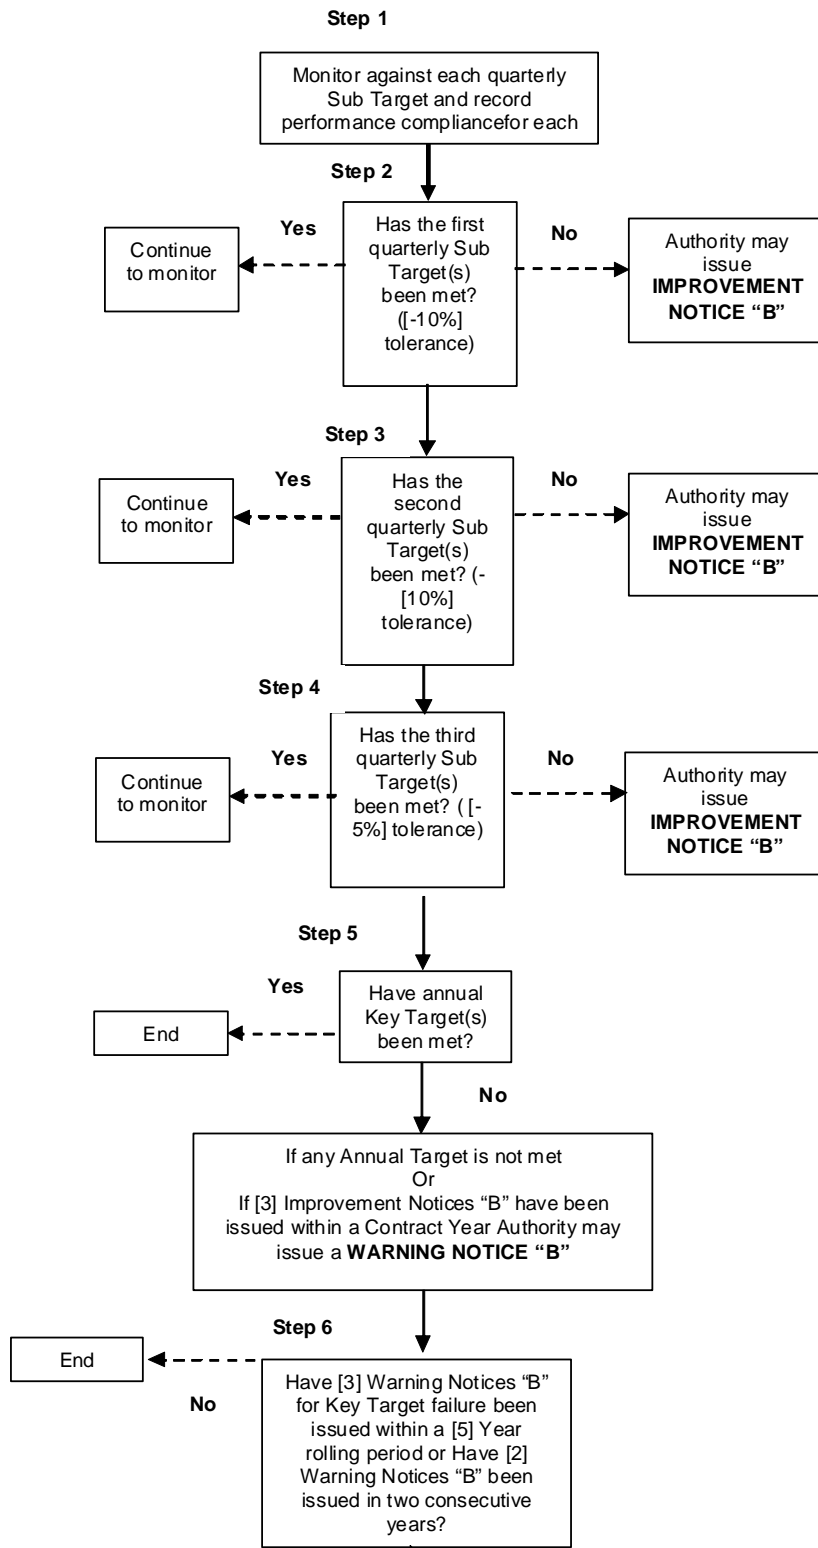 Step 1
Monitor against each quarterly
Sub Target and record
performance compliancefor each
Step 2
Yes
Continue
to monitor
Has the first
quarterly Sub
Target(s)
been met?
([-10%]
tolerance)
No
Authority may
issue
IMPROVEMENT
NOTICE “B”
Step 3
Yes
Continue
to monitor
Has the
second
quarterly Sub
Target(s)
been met? (-
[10%]
tolerance)
No
Authority may
issue
IMPROVEMENT
NOTICE “B”
Step 4
Yes
Continue
to monitor
Has the third
quarterly Sub
Target(s)
been met? ( [-
5%] tolerance)
No
Authority may
issue
IMPROVEMENT
NOTICE “B”
Step 5
Yes
End
Have annual
Key Target(s)
been met?
No
If any Annual Target is not met
Or
If [3] Improvement Notices “B” have been
issued within a Contract Year Authority may
issue a WARNING NOTICE “B”
Step 6
End
No
Have [3] Warning Notices “B”
for Key Target failure been
issued within a [5] Year
rolling period or Have [2]
Warning Notices “B” been
issued in two consecutive
years?